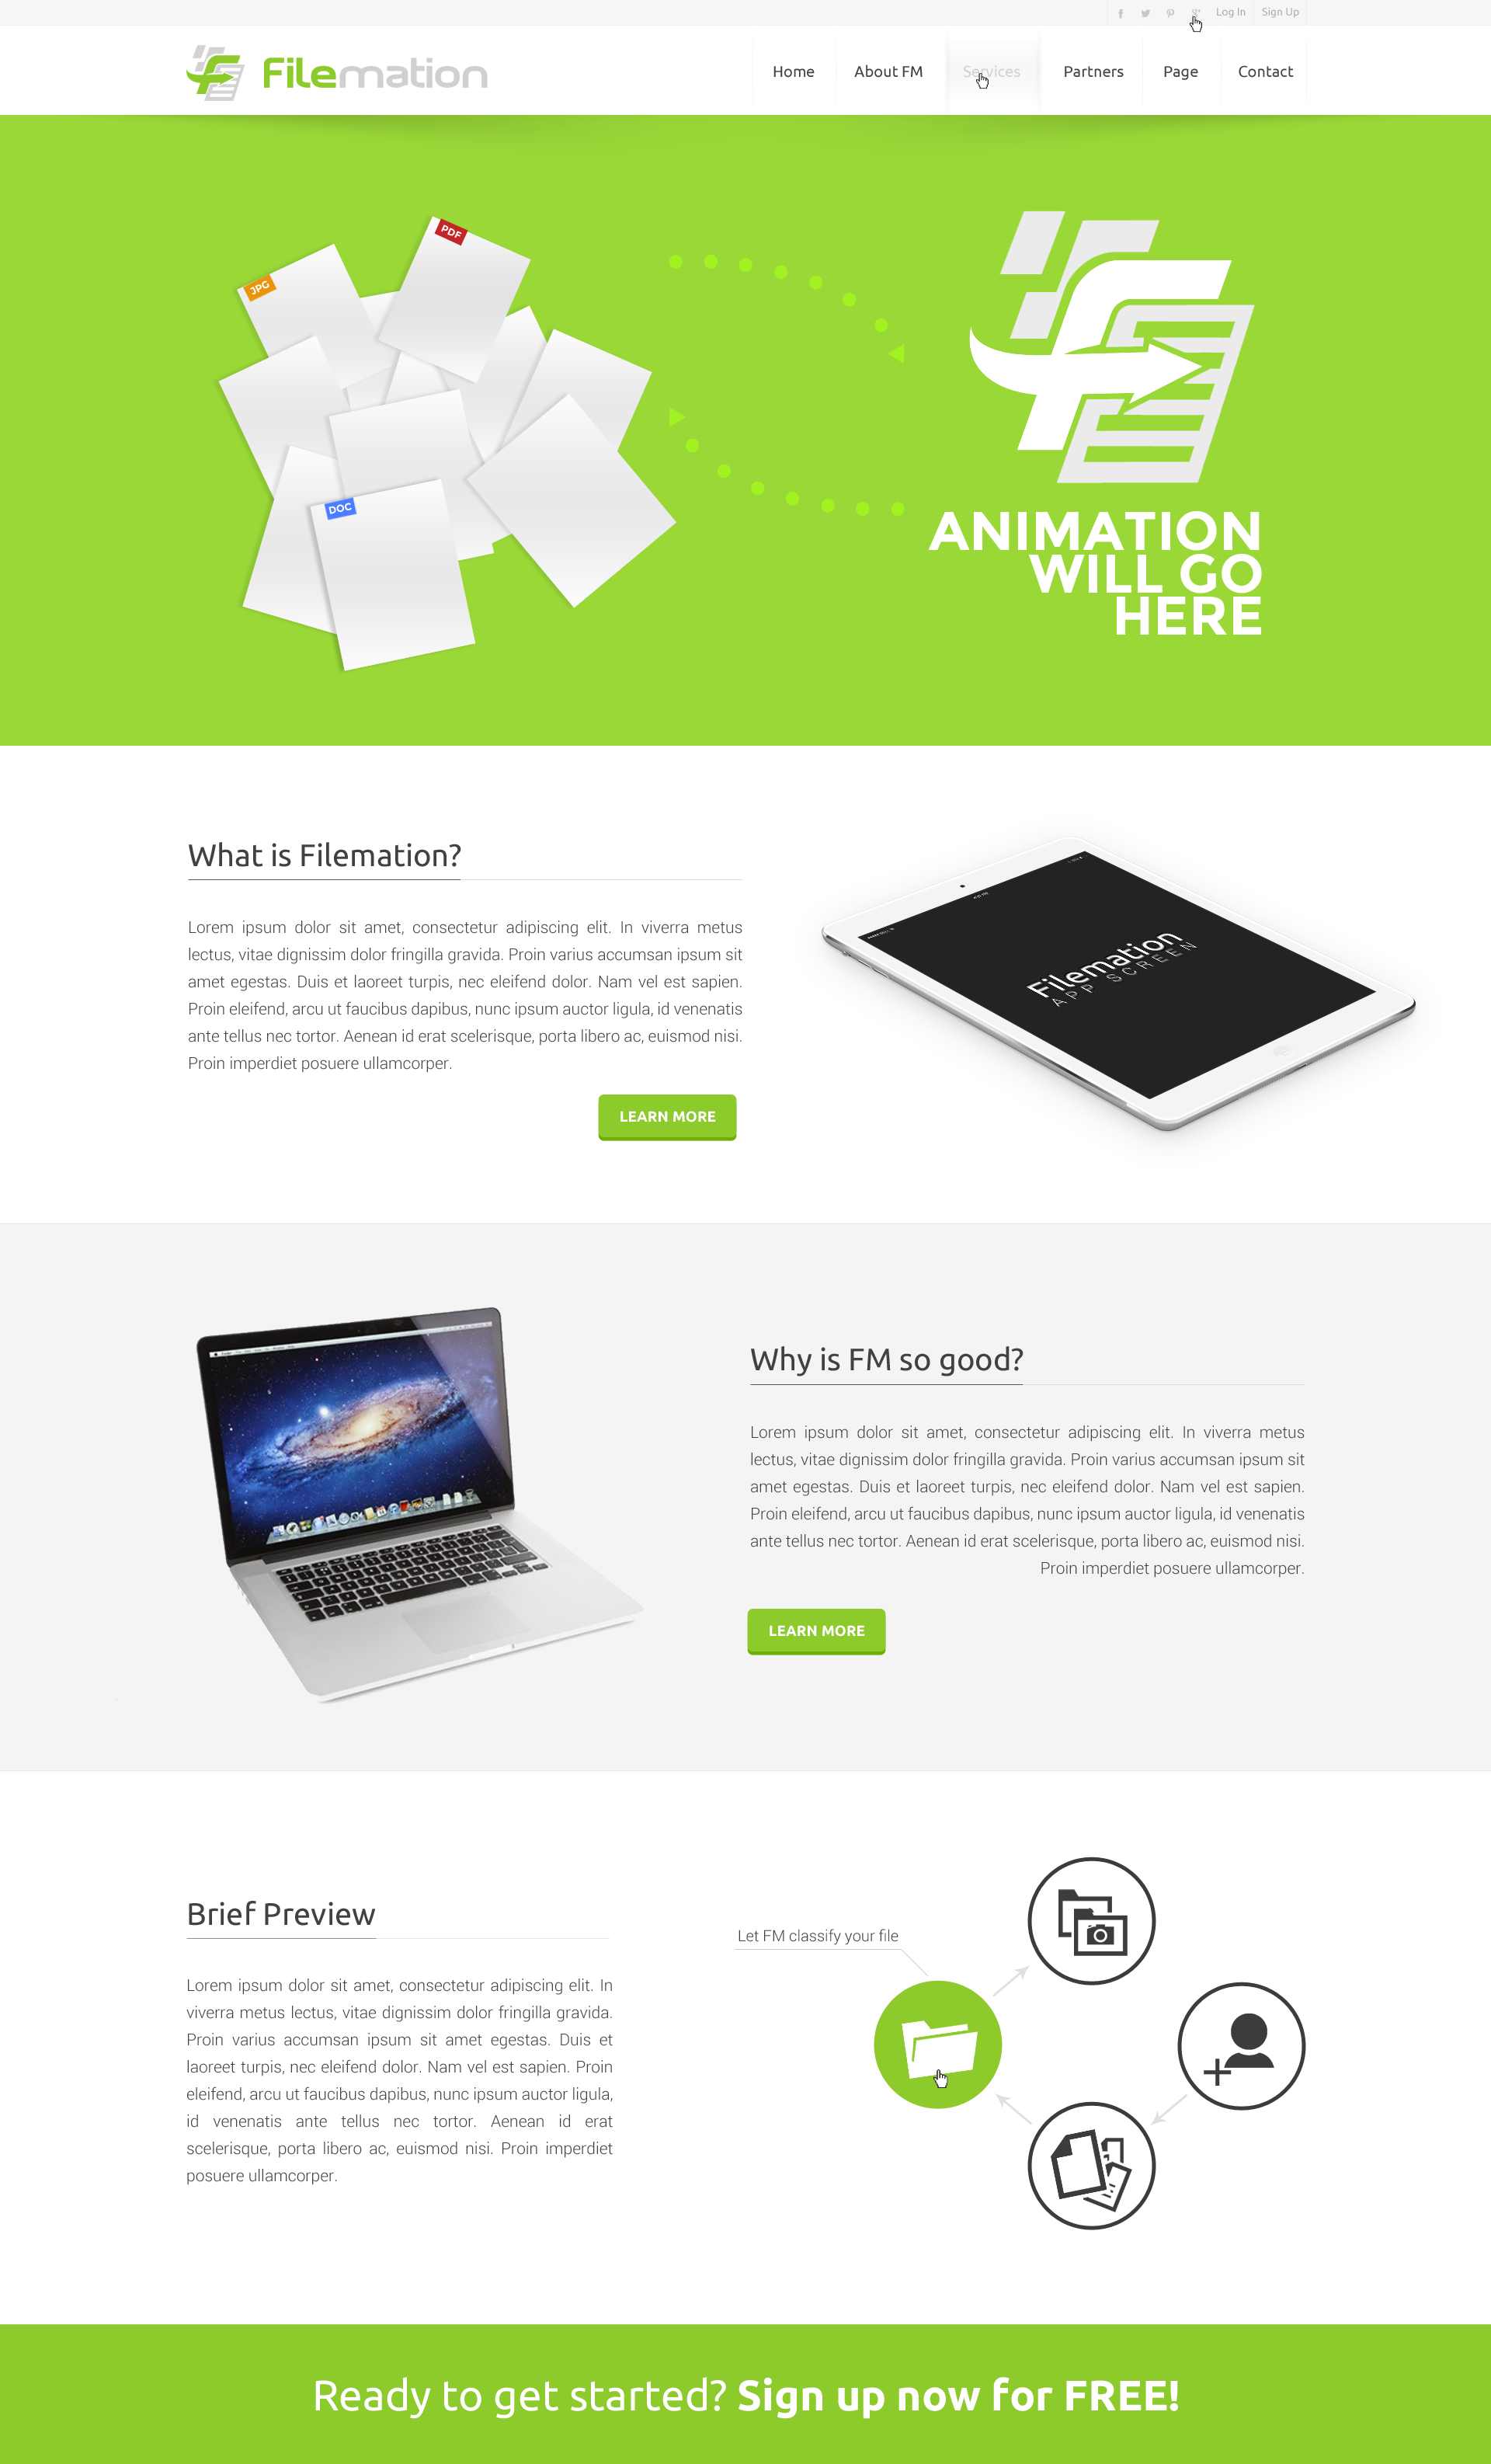 Log In Sign Up
Filemation
Home About FM Services Partners Page Contact
PDF
JPG
DOC
ANIMATION
WILL GO
HERE
What is Filemation?
Lorem ipsum dolor sit amet, consectetur adipiscing elit. In viverra metus
lectus, vitae dignissim dolor fringilla gravida. Proin varius accumsan ipsum sit
amet egestas. Duis et laoreet turpis, nec eleifend dolor. Nam vel est sapien.
Proin eleifend, arcu ut faucibus dapibus, nunc ipsum auctor ligula, id venenatis
ante tellus nec tortor. Aenean id erat scelerisque, porta libero ac, euismod nisi.
Proin imperdiet posuere ullamcorper.
LEARN MORE
Filemation
APP SCREEN
Why is FM so good?
Lorem ipsum dolor sit amet, consectetur adipiscing elit. In viverra metus
lectus, vitae dignissim dolor fringilla gravida. Proin varius accumsan ipsum sit
amet egestas. Duis et laoreet turpis, nec eleifend dolor. Nam vel est sapien.
Proin eleifend, arcu ut faucibus dapibus, nunc ipsum auctor ligula, id venenatis
ante tellus nec tortor. Aenean id erat scelerisque, porta libero ac, euismod nisi.
Proin imperdiet posuere ullamcorper.
LEARN MORE
Brief Preview
Lorem ipsum dolor sit amet, consectetur adipiscing elit. In
viverra metus lectus, vitae dignissim dolor fringilla gravida.
Proin varius accumsan ipsum sit amet egestas. Duis et
laoreet turpis, nec eleifend dolor. Nam vel est sapien. Proin
eleifend, arcu ut faucibus dapibus, nunc ipsum auctor ligula,
id venenatis ante tellus nec tortor. Aenean id erat
scelerisque, porta libero ac, euismod nisi. Proin imperdiet
posuere ullamcorper.
Let FM classify your file
Ready to get started? Sign up now for FREE!